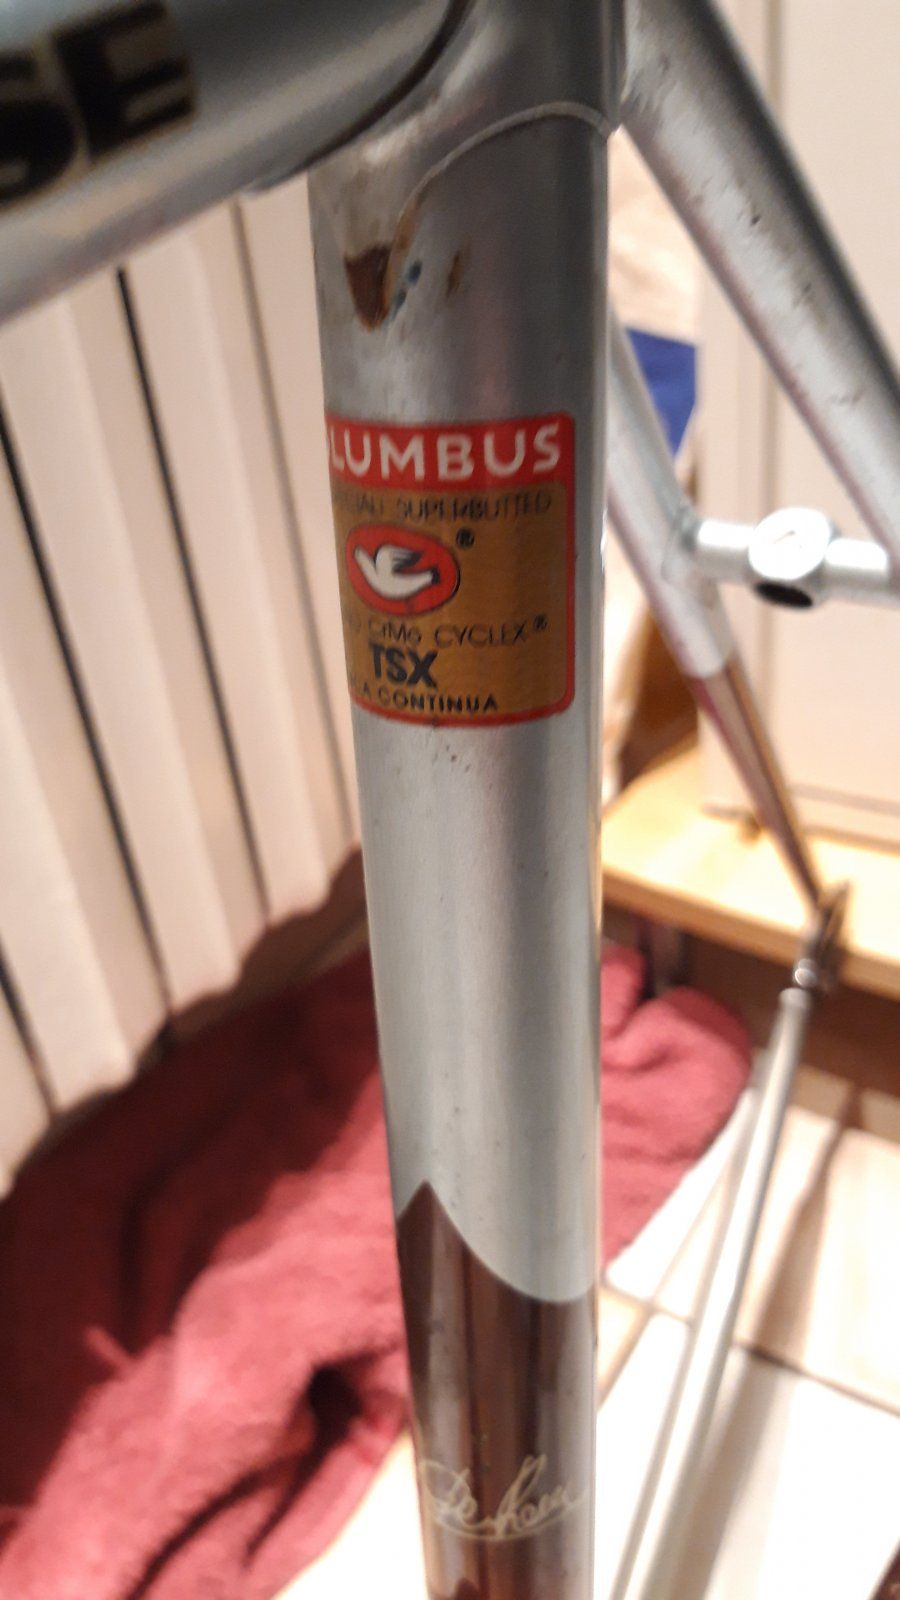 SE
LUMBUS
SUPERBUTTED
®
CrMo CYCLEX®
TSX
A CONTINUA